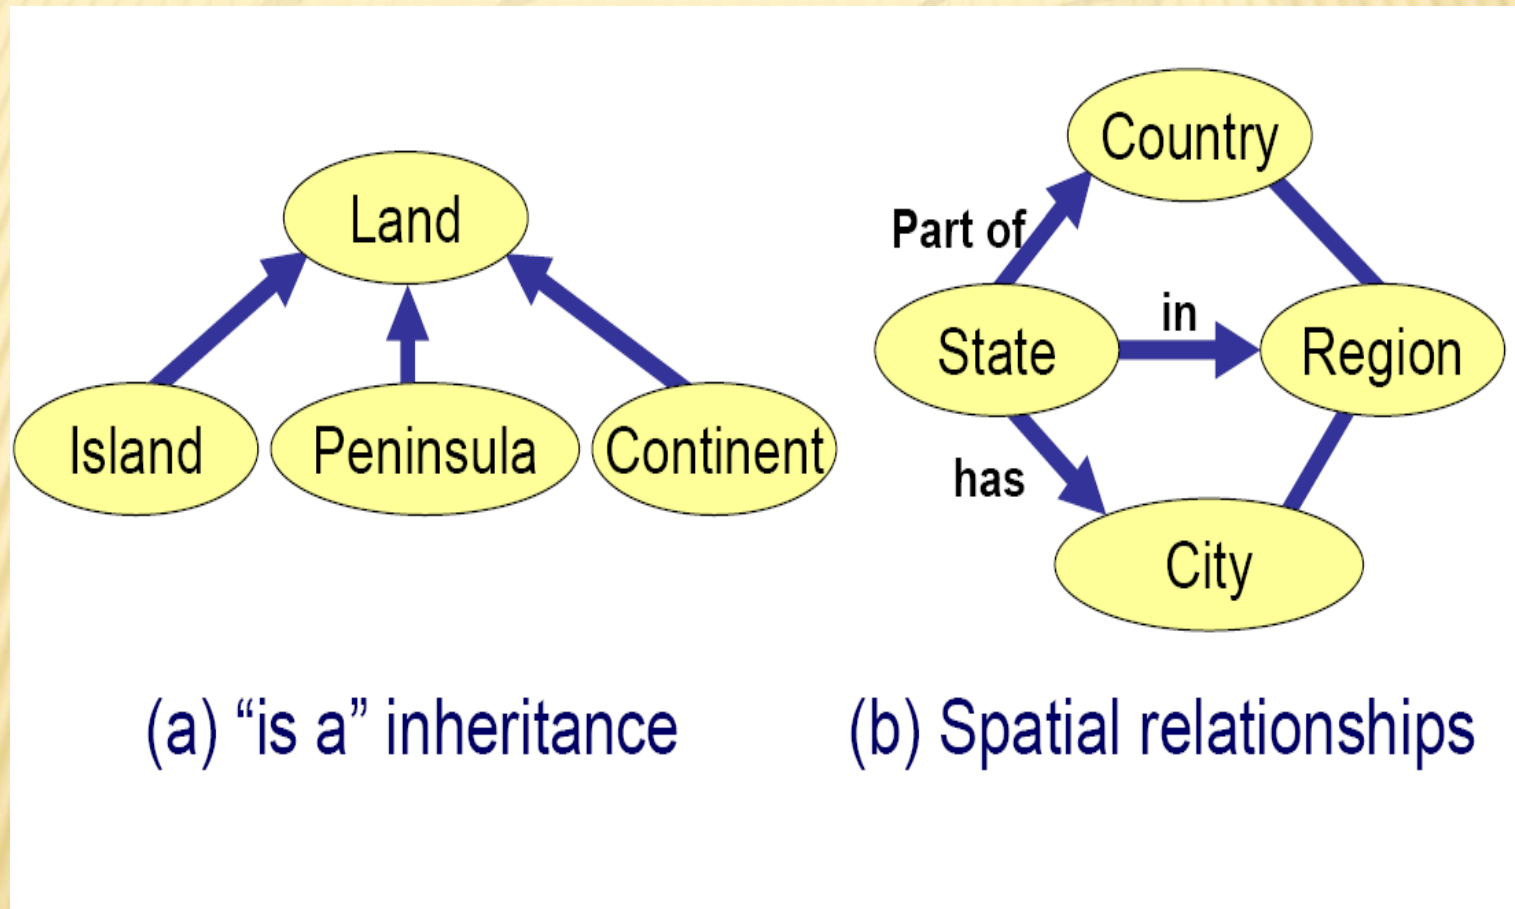 Land
Island
Peninsula
Continent
(a) “is a” inheritance
Country
Part of
in
State
Region
has
City
(b) Spatial relationships